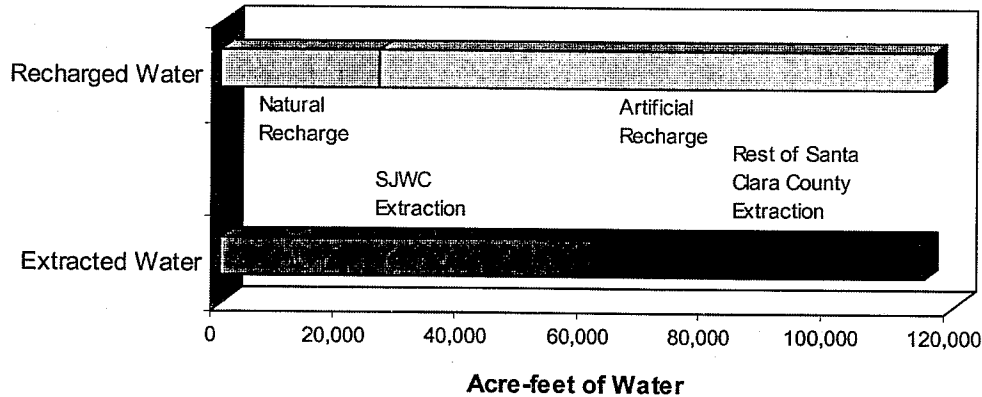 Recharged Water
Natural
Recharge
Artificial
Recharge
Rest of Santa
Clara County
Extraction
SJWC
Extraction
Extracted Water
0 20,000 40,000 60,000 80,000 100,000 120,000
Acre-feet of Water